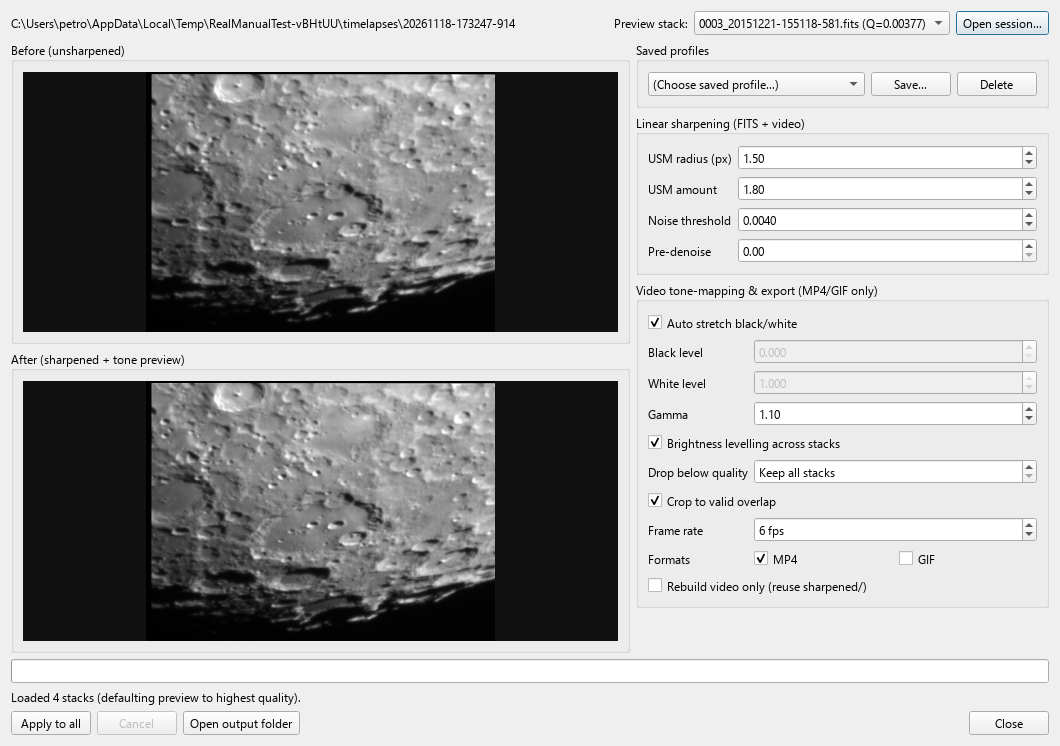 C:\Users\petro\AppData\Local\Temp\RealManualTest-vBHtUU\timelapses\20261118-173247-914
Preview stack: 0003_20151221-155118-581.fits (Q=0.00377) Open session...
Before (unsharpened)
Saved profiles
(Choose saved profile...) Save... Delete
Linear sharpening (FITS + video)
USM radius (px) 1.50
USM amount 1.80
Noise threshold 0.0040
Pre-denoise 0.00
Video tone-mapping & export (MP4/GIF only)
Auto stretch black/white
Black level 0.000
White level 1.000
Gamma 1.10
Brightness levelling across stacks
Drop below quality Keep all stacks
Crop to valid overlap
Frame rate 6 fps
Formats MP4 GIF
Rebuild video only (reuse sharpened/)
After (sharpened + tone preview)
Loaded 4 stacks (defaulting preview to highest quality).
Apply to all Cancel Open output folder Close